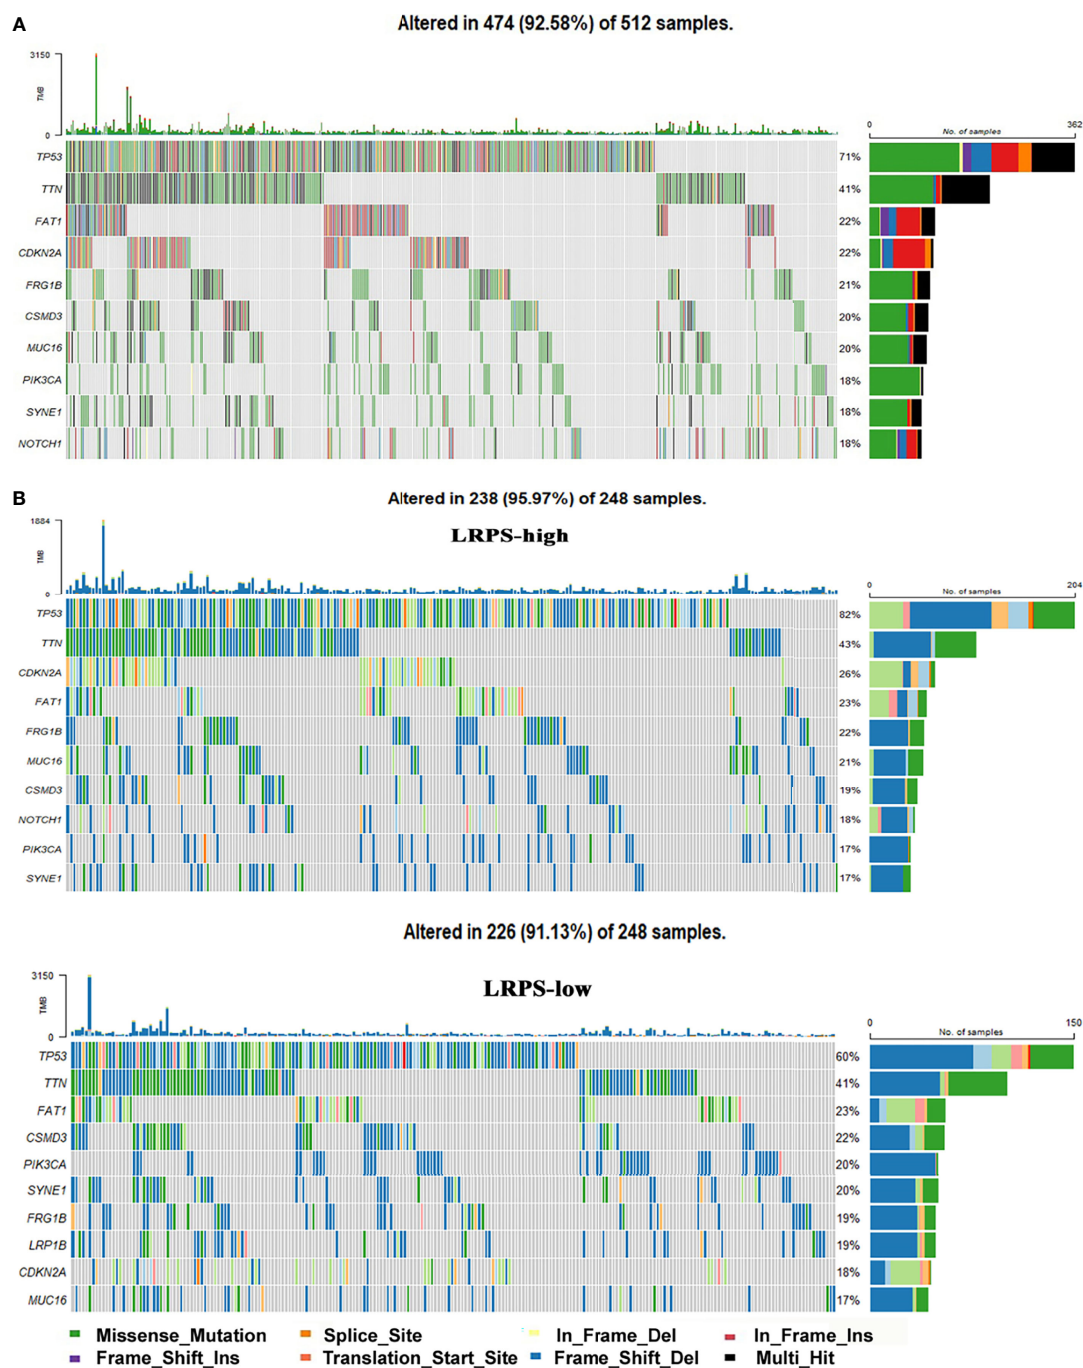 A
Altered in 474 (92.58%) of 512 samples.
3150
TMB
0
0
No. of samples
362
TP53 71%
TTN 41%
FAT1 22%
CDKN2A 22%
FRG1B 21%
CSMD3 20%
MUC16 20%
PIK3CA 18%
SYNE1 18%
NOTCH1 18%
B
Altered in 238 (95.97%) of 248 samples.
LRPS-high
1884
TMB
0
0
No. of samples
204
TP53 82%
TTN 43%
CDKN2A 26%
FAT1 23%
FRG1B 22%
MUC16 21%
CSMD3 19%
NOTCH1 18%
PIK3CA 17%
SYNE1 17%
Altered in 226 (91.13%) of 248 samples.
LRPS-low
3150
TMB
0
0
No. of samples
150
TP53 60%
TTN 41%
FAT1 23%
CSMD3 22%
PIK3CA 20%
SYNE1 20%
FRG1B 19%
LRP1B 19%
CDKN2A 18%
MUC16 17%
Missense_Mutation Splice_Site In_Frame_Del In_Frame_Ins
Frame_Shift_Ins Translation_Start_Site Frame_Shift_Del Multi_Hit